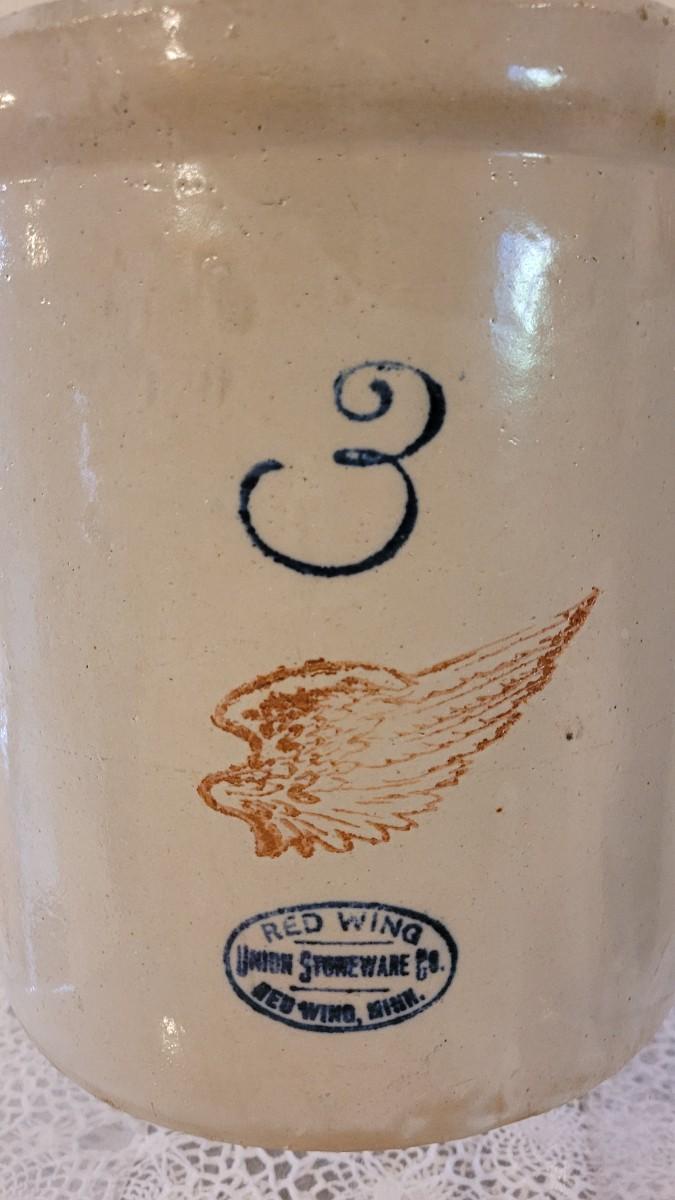 3
RED WING
UNION STONEWARE CO.
RED WING, MINN.